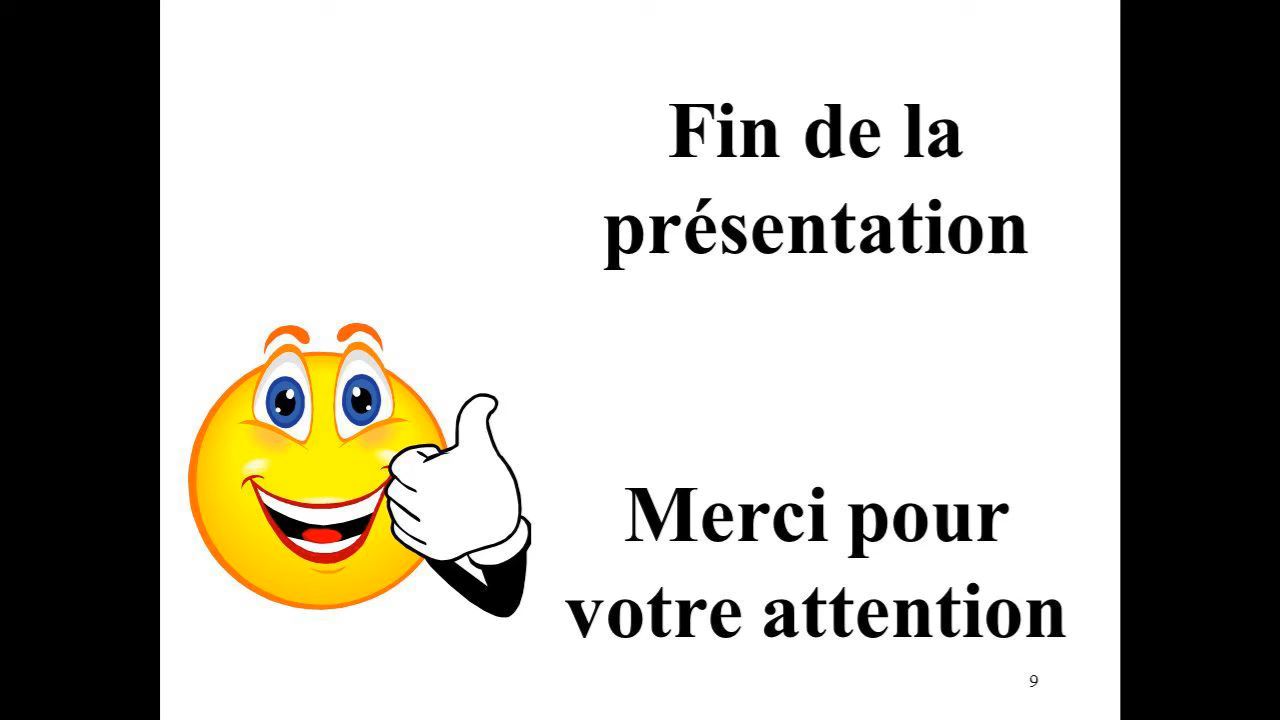 Fin de la
présentation
Merci pour
votre attention
9